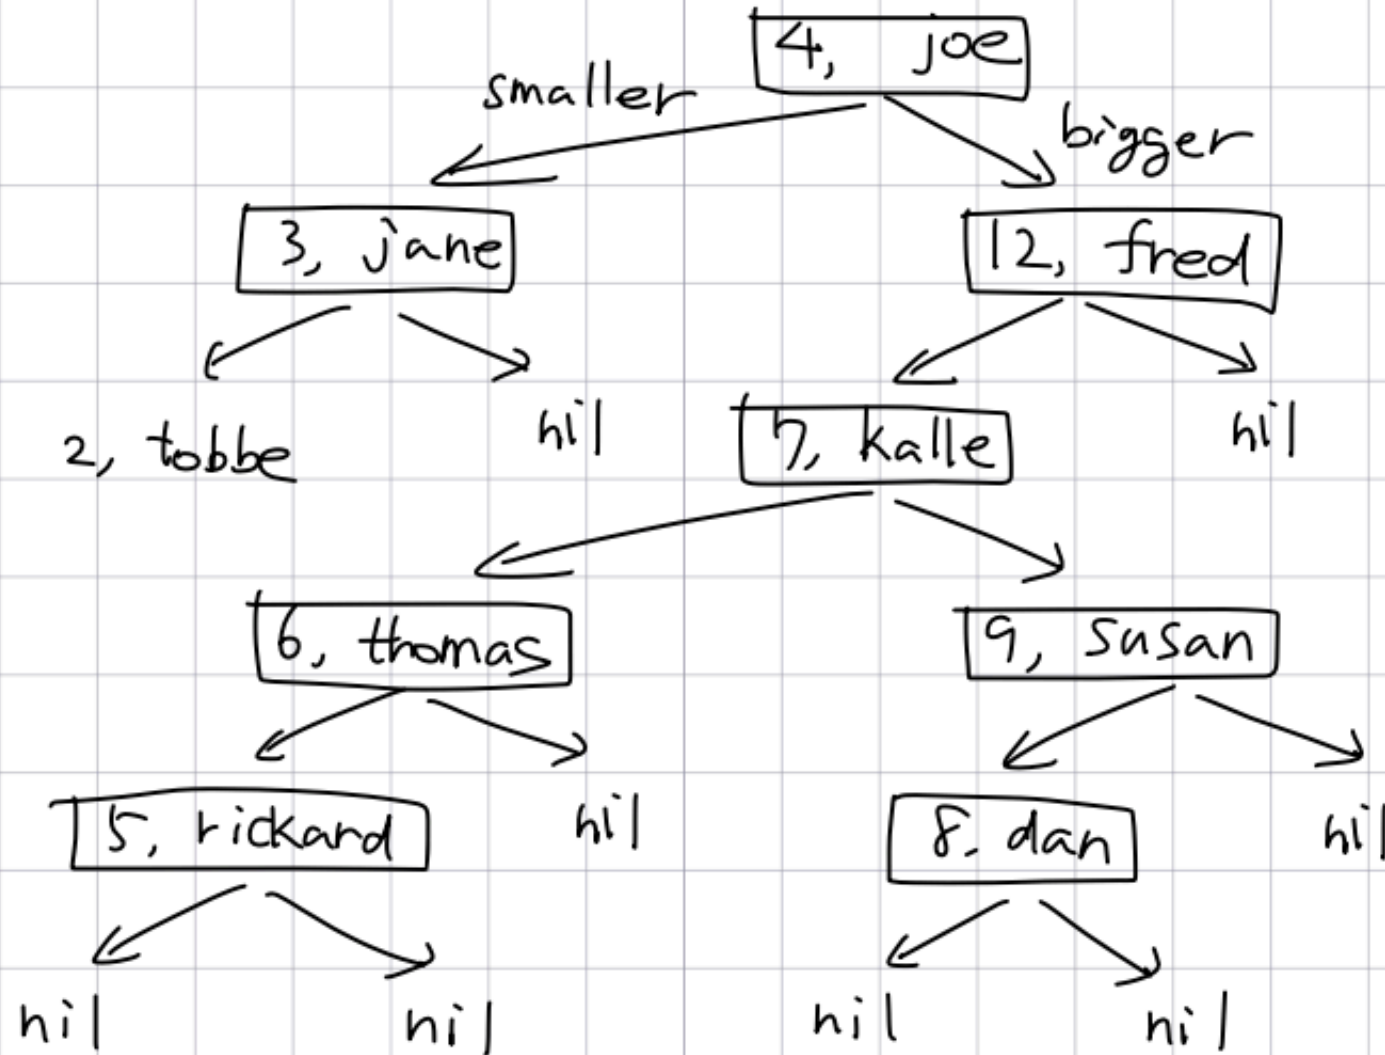 4, joe
smaller
bigger
3, jane
12, fred
2, tobbe
nil
7, kalle
nil
6, thomas
9, susan
5, rickard
nil
8. dan
nil
nil
nil
nil
nil